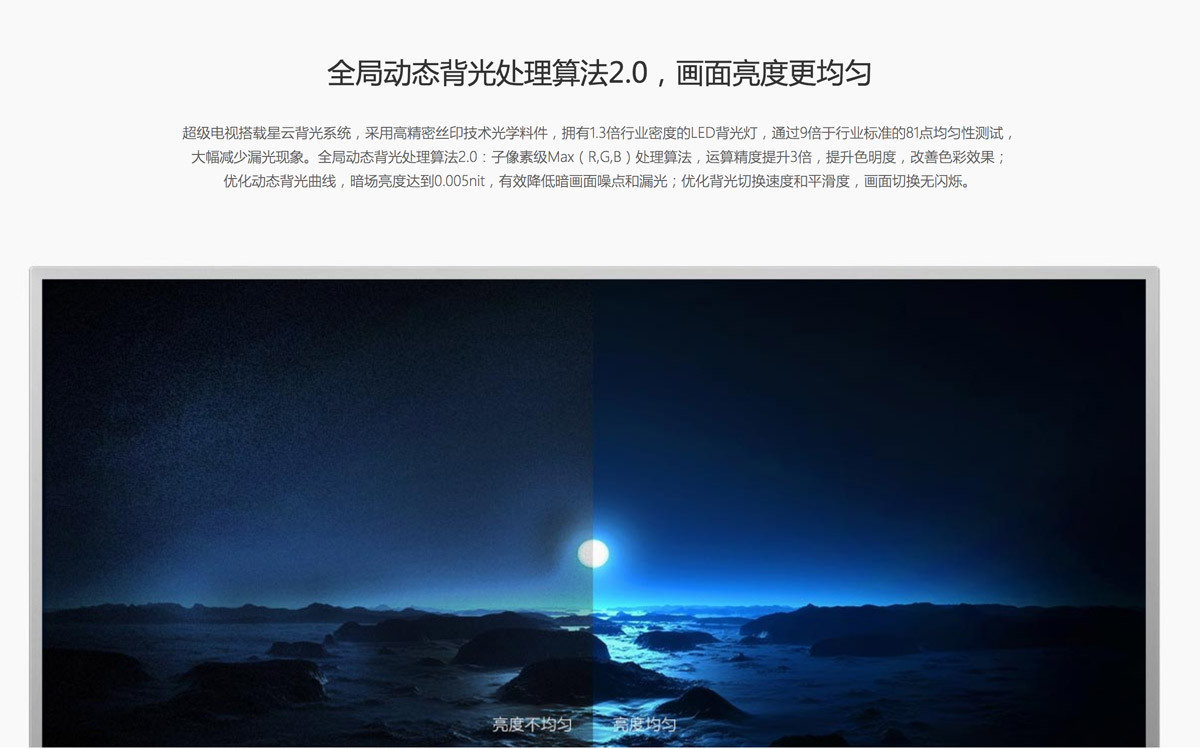 全局动态背光处理算法2.0，画面亮度更均匀
超级电视搭载星云背光系统，采用高精密丝印技术光学料件，拥有1.3倍行业密度的LED背光灯，通过9倍于行业标准的81点均匀性测试，
大幅减少漏光现象。全局动态背光处理算法2.0：子像素级Max（R,G,B）处理算法，运算精度提升3倍，提升色明度，改善色彩效果；
优化动态背光曲线，暗场亮度达到0.005nit，有效降低暗画面噪点和漏光；优化背光切换速度和平滑度，画面切换无闪烁。
亮度不均匀 亮度均匀